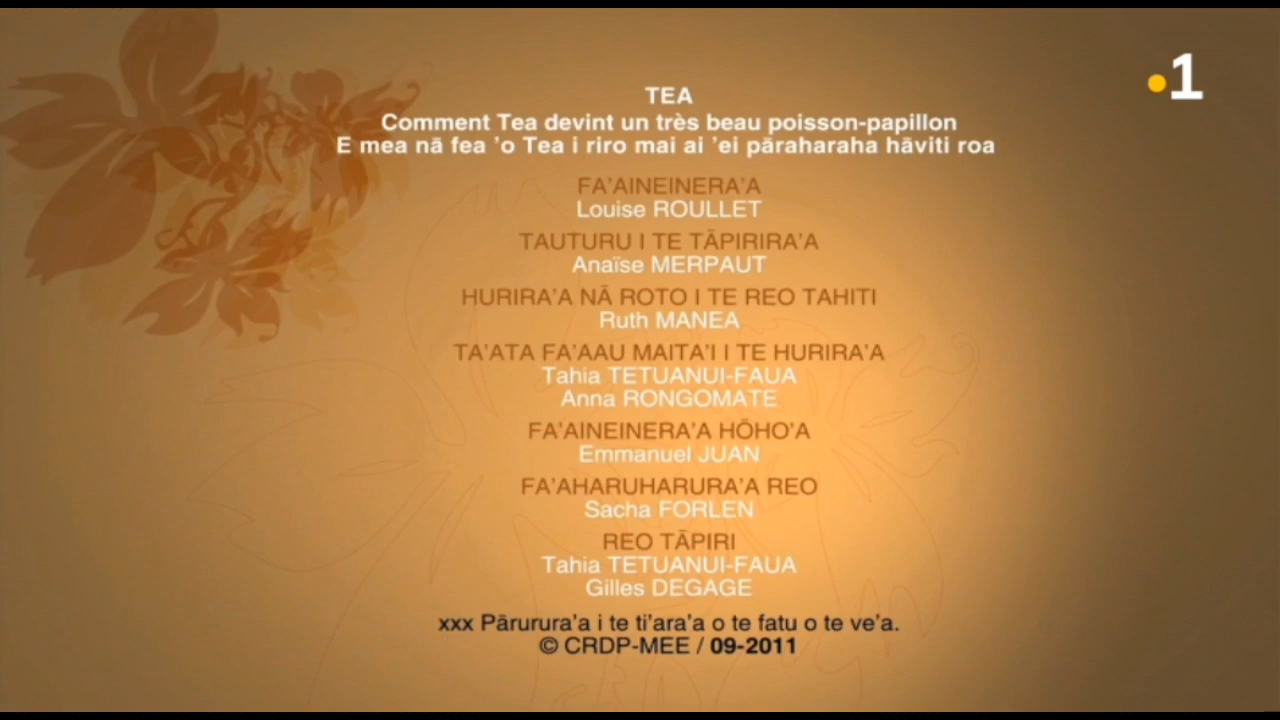 1
TEA
Comment Tea devint un très beau poisson-papillon
E mea nā fea ’o Tea i riro mai ai ’ei pāraharaha hāviti roa
FA’AINEINERA’A
Louise ROULLET
TAUTURU I TE TĀPIRIRA’A
Anaïse MERPAUT
HURIRA’A NĀ ROTO I TE REO TAHITI
Ruth MANEA
TA’ATA FA’AAU MAITA’I I TE HURIRA’A
Tahia TETUANUI-FAUA
Anna RONGOMATE
FA’AINEINERA’A HŌHO’A
Emmanuel JUAN
FA’AHARUHARURA’A REO
Sacha FORLEN
REO TĀPIRI
Tahia TETUANUI-FAUA
Gilles DEGAGE
xxx Pārurura’a i te ti’ara’a o te fatu o te ve’a.
© CRDP-MEE / 09-2011